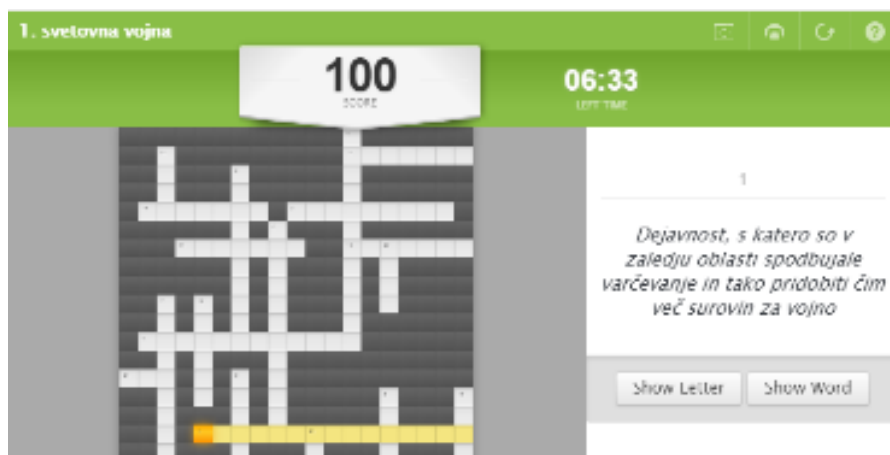 1. svetovna vojna
100
SCORE
06:33
LEFT TIME
1
Dejavnost, s katero so v
zaledju oblasti spodbujale
varčevanje in tako pridobiti čim
več surovin za vojno
Show Letter
Show Word